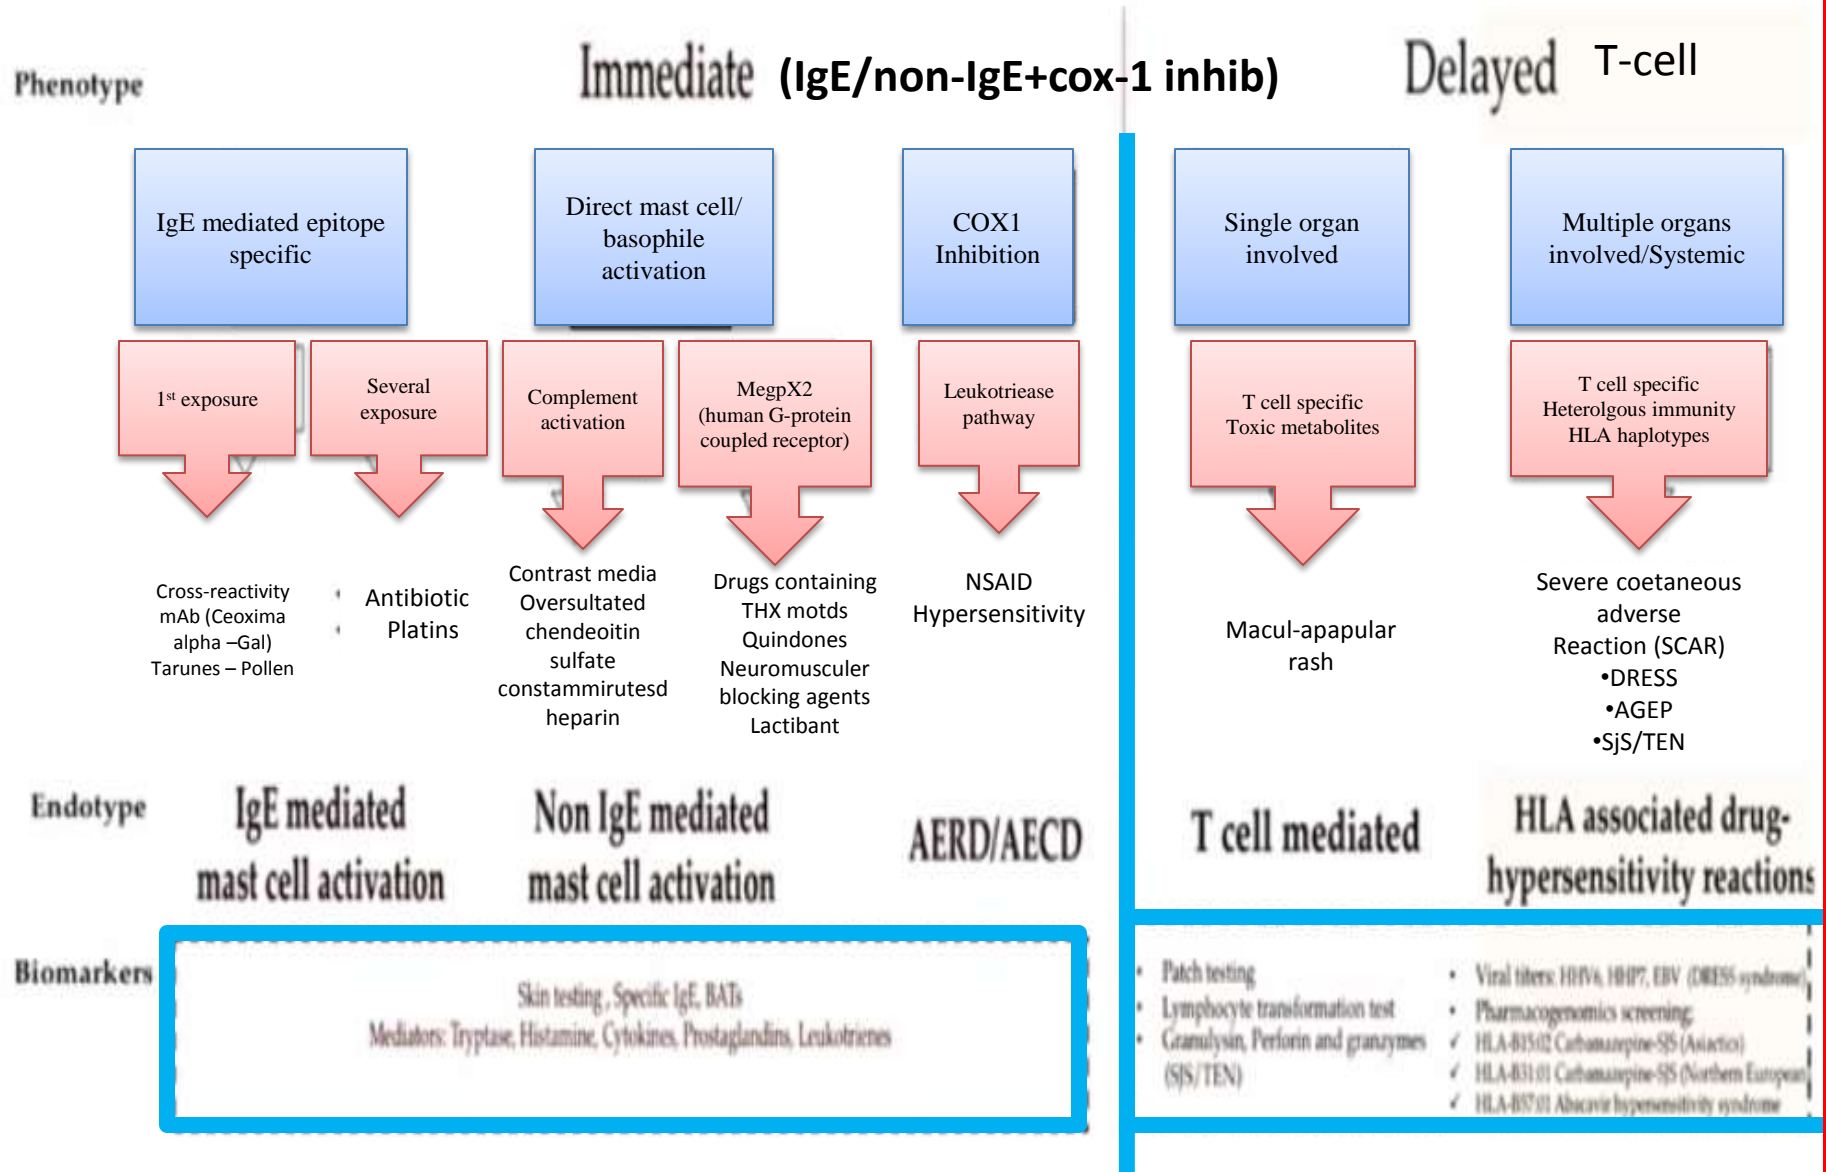 Phenotype
Immediate (IgE/non-IgE+cox-1 inhib)
Delayed T-cell
IgE mediated epitope
specific
Direct mast cell/
basophile
activation
COX1
Inhibition
Single organ
involved
Multiple organs
involved/Systemic
1st exposure
Several
exposure
Complement
activation
MegpX2
(human G-protein
coupled receptor)
Leukotriease
pathway
T cell specific
Toxic metabolites
T cell specific
Heterolgous immunity
HLA haplotypes
Cross-reactivity
mAb (Ceoxima
alpha –Gal)
Tarunes – Pollen
• Antibiotic
• Platins
Contrast media
Oversultated
chendeoitin
sulfate
constammirutesd
heparin
Drugs containing
THX motds
Quindones
Neuromusculer
blocking agents
Lactibant
NSAID
Hypersensitivity
Macul-apapular
rash
Severe coetaneous
adverse
Reaction (SCAR)
•DRESS
•AGEP
•SjS/TEN
Endotype
IgE mediated
mast cell activation
Non IgE mediated
mast cell activation
AERD/AECD
T cell mediated
HLA associated drug-
hypersensitivity reactions
Biomarkers
Skin testing , Specific IgE, BATs
Mediators: Tryptase, Histamine, Cytokines, Prostaglandins, Leukotrienes
• Patch testing
• Lymphocyte transformation test
• Granulysin, Perforin and granzymes
(SJS/TEN)
• Viral titers: HHV6, HHP7, EBV (DRESS syndrome)
• Pharmacogenomics screening:
✓ HLA-B15:02 Carbamazepine-SJS (Asiatics)
✓ HLA-B31:01 Carbamazepine-SJS (Northern European)
✓ HLA-B57:01 Abacavir hypersensitivity syndrome